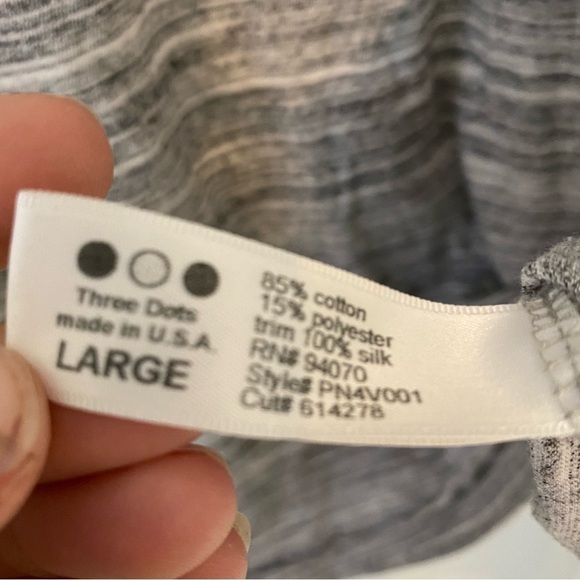 Three Dots
made in U.S.A.
LARGE
85% cotton
15% polyester
trim 100% silk
RN# 94070
Style# PN4V001
Cut# 614278